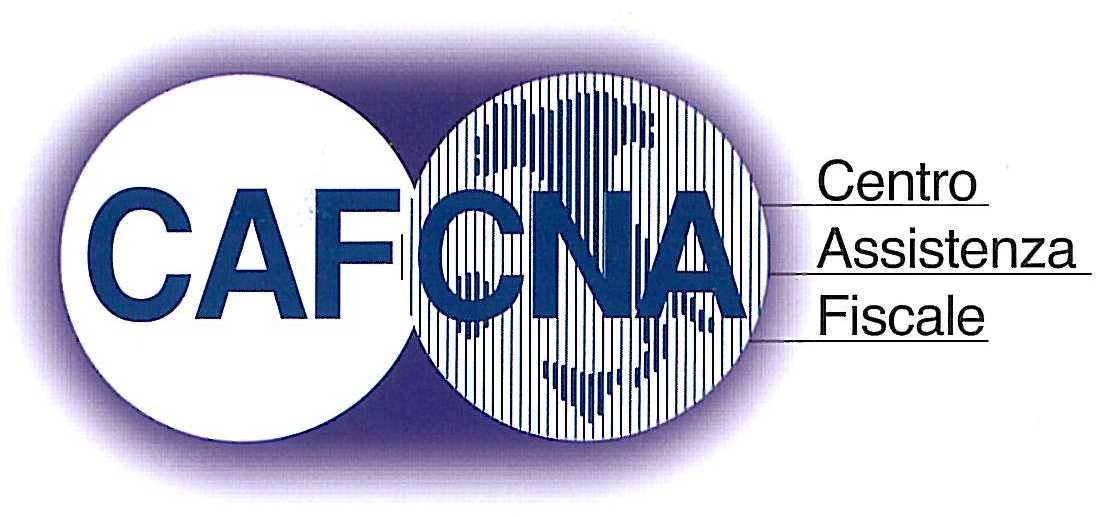 CAFCNA
Centro
Assistenza
Fiscale